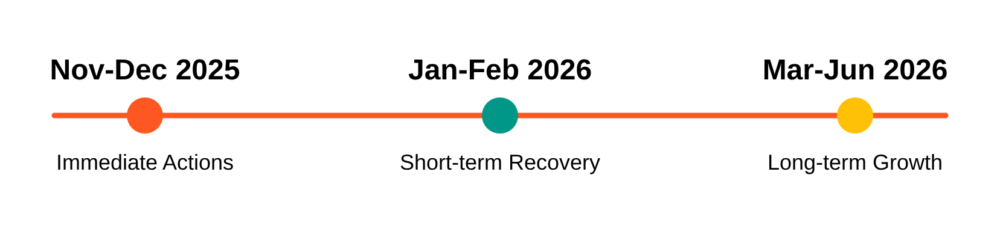 Nov-Dec 2025
Jan-Feb 2026
Mar-Jun 2026
Immediate Actions
Short-term Recovery
Long-term Growth